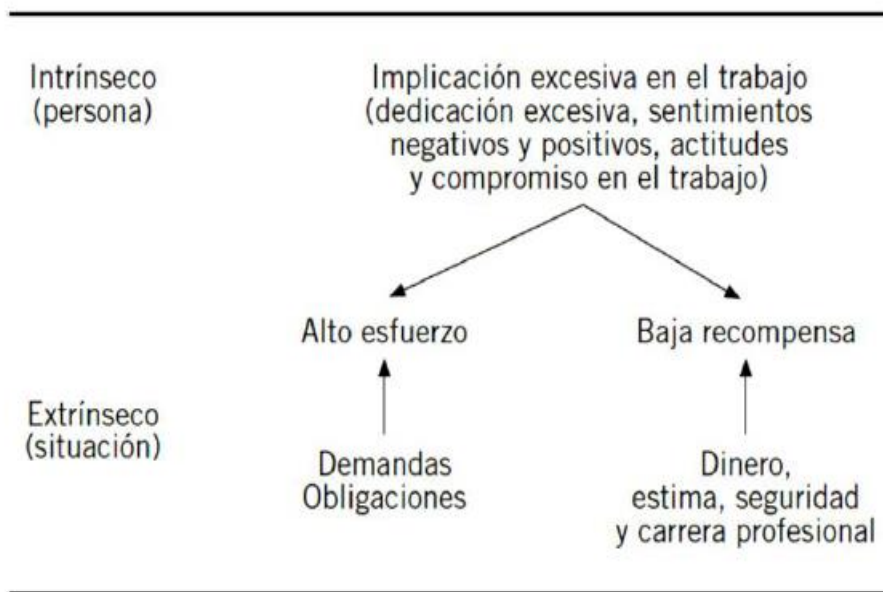 Intrínseco
(persona)
Implicación excesiva en el trabajo
(dedicación excesiva, sentimientos
negativos y positivos, actitudes
y compromiso en el trabajo)
Alto esfuerzo
Baja recompensa
Extrínseco
(situación)
Demandas
Obligaciones
Dinero,
estima, seguridad
y carrera profesional